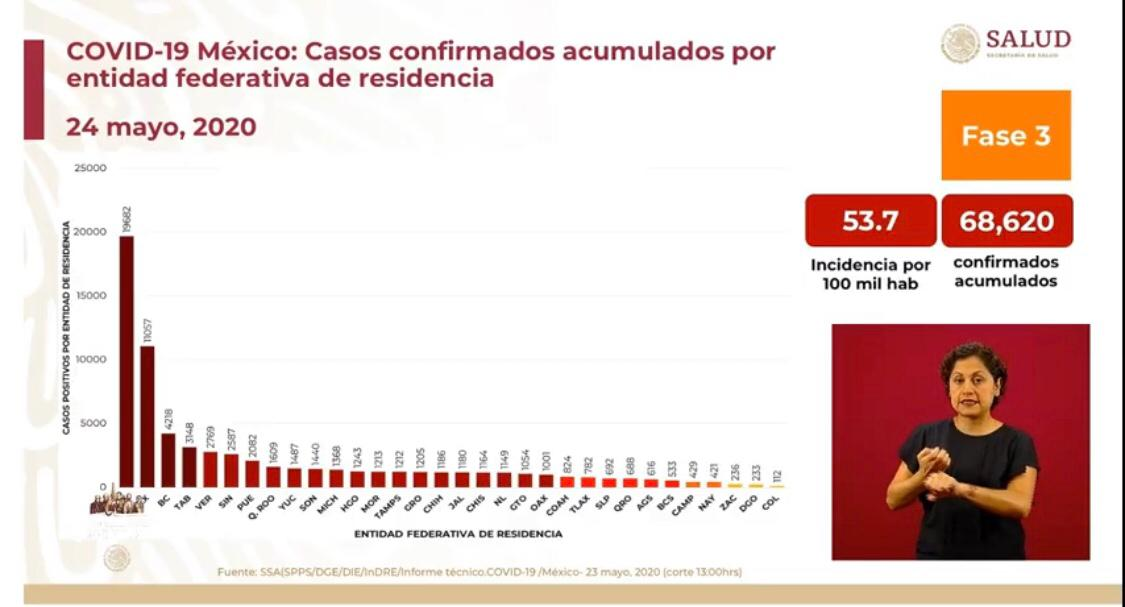 COVID-19 México: Casos confirmados acumulados por
entidad federativa de residencia
24 mayo, 2020
SALUD
SECRETARÍA DE SALUD
Fase 3
53.7
68,620
Incidencia por
100 mil hab
confirmados
acumulados
CASOS POSITIVOS POR ENTIDAD DE RESIDENCIA
25000
20000
15000
10000
5000
0
19682
11057
4218
3148
2769
2587
2082
1609
1487
1440
1368
1243
1213
1212
1205
1186
1180
1164
1149
1054
1001
824
782
692
688
616
533
429
421
236
233
112
BC
TAB
VER
SIN
PUE
Q. ROO
YUC
SON
MICH
HGO
MOR
TAMPS
GRO
CHIH
JAL
CHIS
NL
GTO
OAX
COAH
TLAX
SLP
QRO
AGS
BCS
CAMP
NAY
ZAC
DGO
COL
ENTIDAD FEDERATIVA DE RESIDENCIA
Fuente: SSA(SPPS/DGE/DIE/InDRE/Informe técnico.COVID-19 /México- 23 mayo, 2020 (corte 13:00hrs)